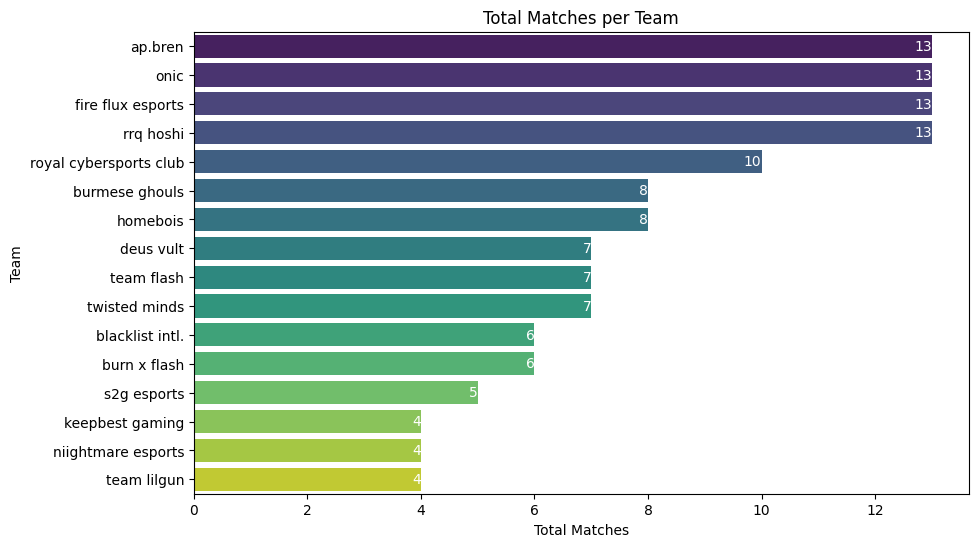 Total Matches per Team
Team
ap.bren 13
onic 13
fire flux esports 13
rrq hoshi 13
royal cybersports club 10
burmese ghouls 8
homebois 8
deus vult 7
team flash 7
twisted minds 7
blacklist intl. 6
burn x flash 6
s2g esports 5
keepbest gaming 4
niightmare esports 4
team lilgun 4
0 2 4 6 8 10 12
Total Matches